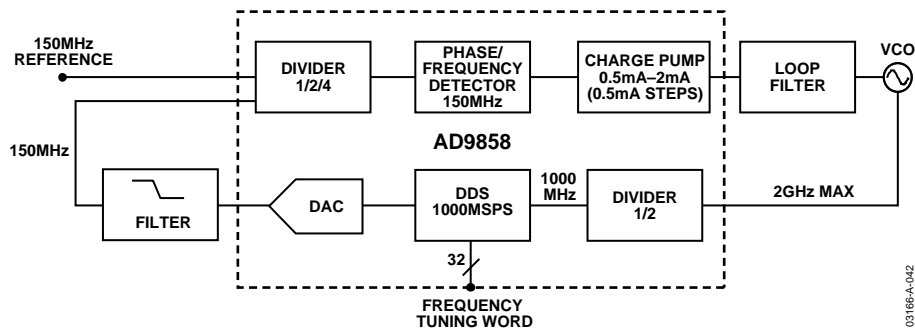 150MHz
REFERENCE
DIVIDER
1/2/4
PHASE/
FREQUENCY
DETECTOR
150MHz
CHARGE PUMP
0.5mA–2mA
(0.5mA STEPS)
LOOP
FILTER
VCO
AD9858
150MHz
FILTER
DAC
DDS
1000MSPS
1000
MHz
DIVIDER
1/2
2GHz MAX
32
FREQUENCY
TUNING WORD
03166-A-042